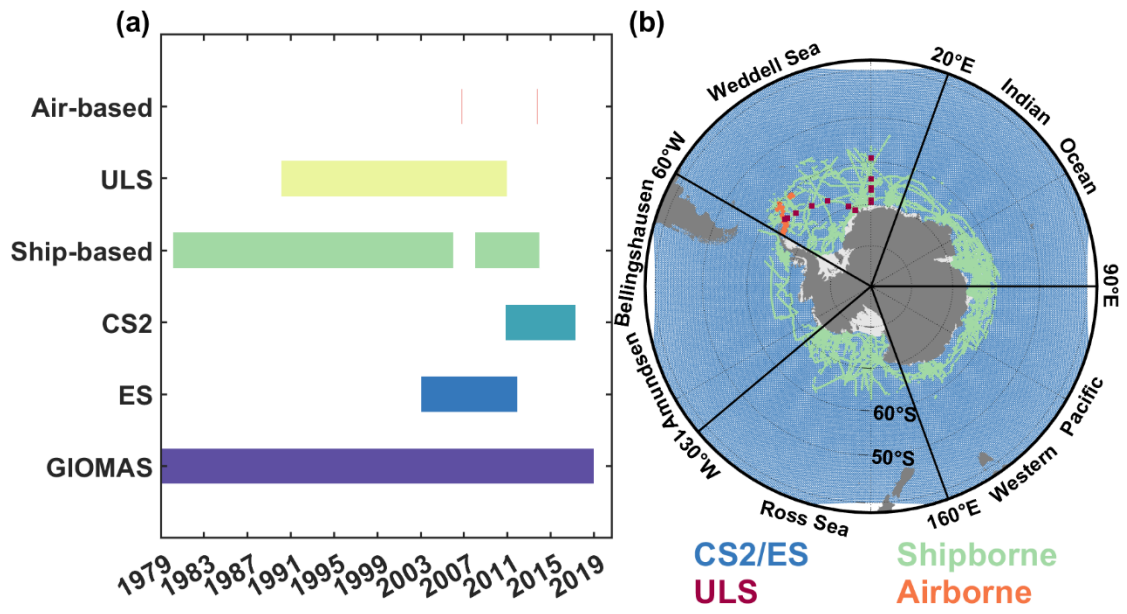 (a)
Air-based
ULS
Ship-based
CS2
ES
GIOMAS
1979 1983 1987 1991 1995 1999 2003 2007 2011 2015 2019
(b)
Weddell Sea
20°E
Indian
Ocean
60°W
90°E
Bellingshausen
Amundsen
60°S
50°S
130°W
Ross Sea
160°E
Western
Pacific
CS2/ES
Shipborne
ULS
Airborne